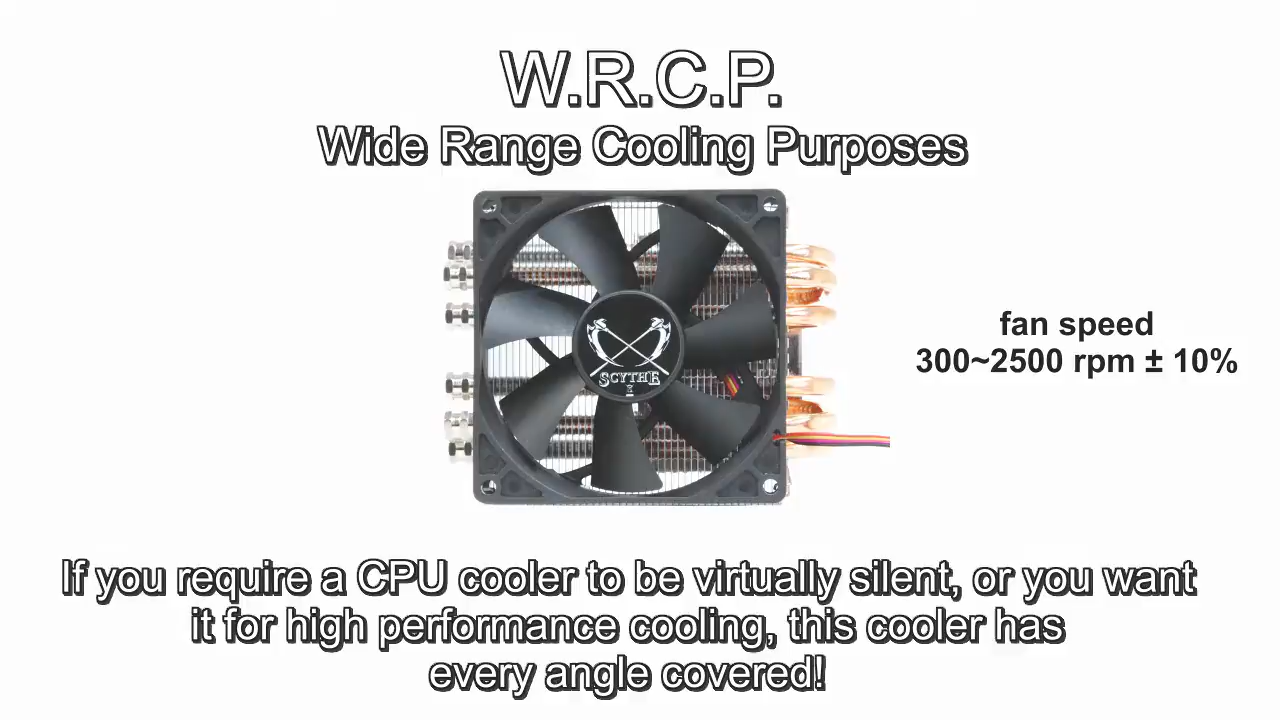 W.R.C.P.
Wide Range Cooling Purposes
SCYTHE
fan speed
300~2500 rpm ± 10%
If you require a CPU cooler to be virtually silent, or you want
it for high performance cooling, this cooler has
every angle covered!